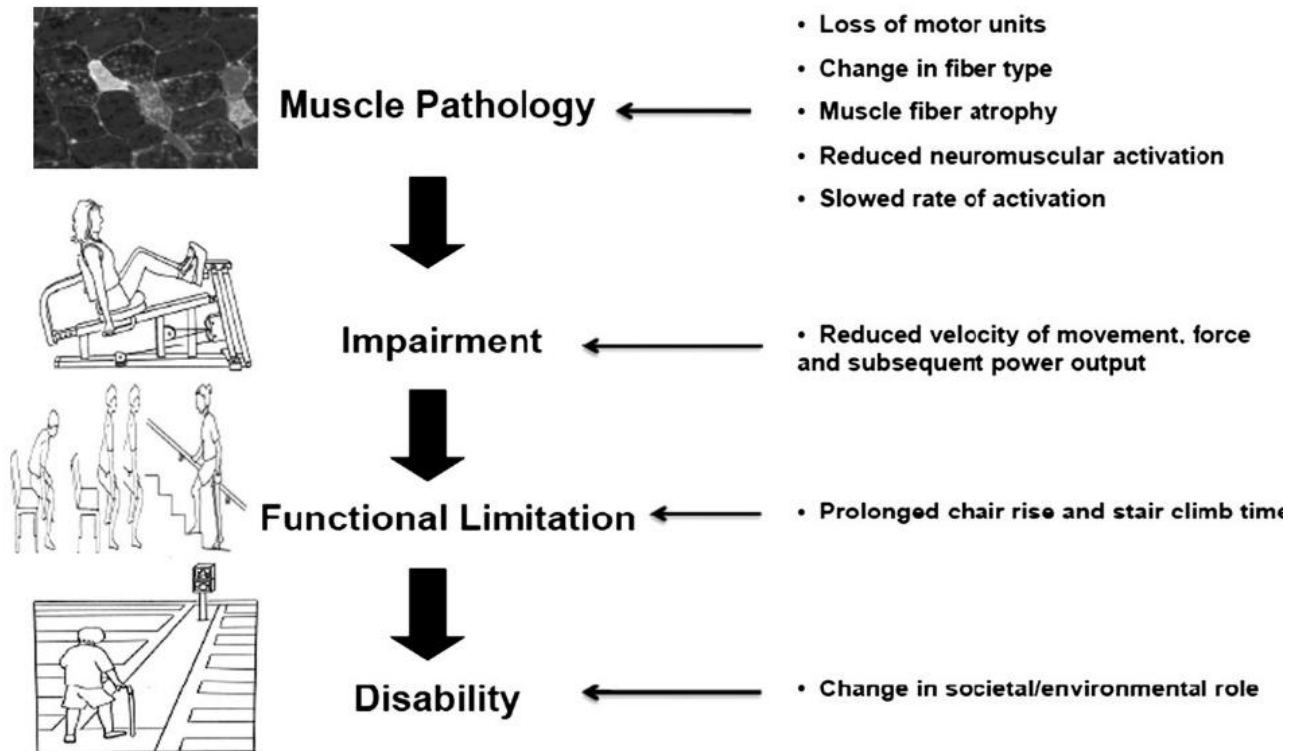 • Loss of motor units
• Change in fiber type
Muscle Pathology
• Muscle fiber atrophy
• Reduced neuromuscular activation
• Slowed rate of activation
Impairment
• Reduced velocity of movement, force
and subsequent power output
Functional Limitation
• Prolonged chair rise and stair climb time
Disability
• Change in societal/environmental role